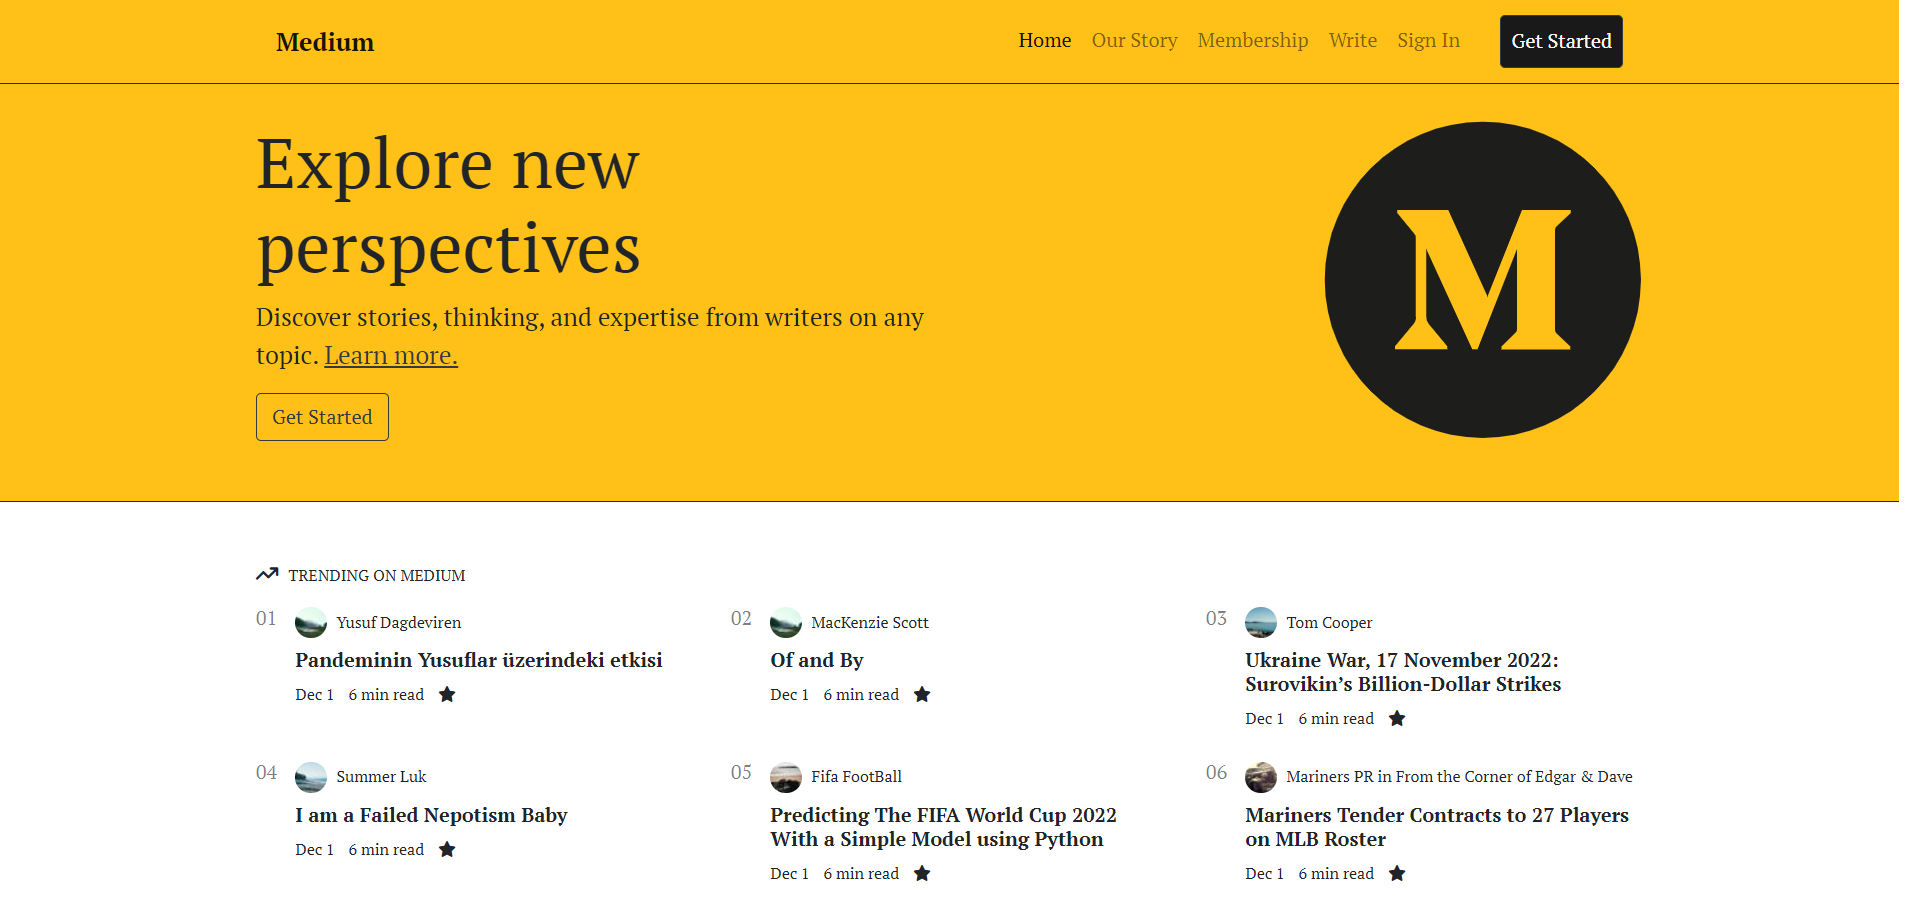 Medium
Home Our Story Membership Write Sign In Get Started
Explore new
perspectives
Discover stories, thinking, and expertise from writers on any
topic. Learn more.
Get Started
M
TRENDING ON MEDIUM
01 Yusuf Dagdeviren
Pandeminin Yusuflar üzerindeki etkisi
Dec 1 6 min read
02 MacKenzie Scott
Of and By
Dec 1 6 min read
03 Tom Cooper
Ukraine War, 17 November 2022:
Surovikin’s Billion-Dollar Strikes
Dec 1 6 min read
04 Summer Luk
I am a Failed Nepotism Baby
Dec 1 6 min read
05 Fifa FootBall
Predicting The FIFA World Cup 2022
With a Simple Model using Python
Dec 1 6 min read
06 Mariners PR in From the Corner of Edgar & Dave
Mariners Tender Contracts to 27 Players
on MLB Roster
Dec 1 6 min read